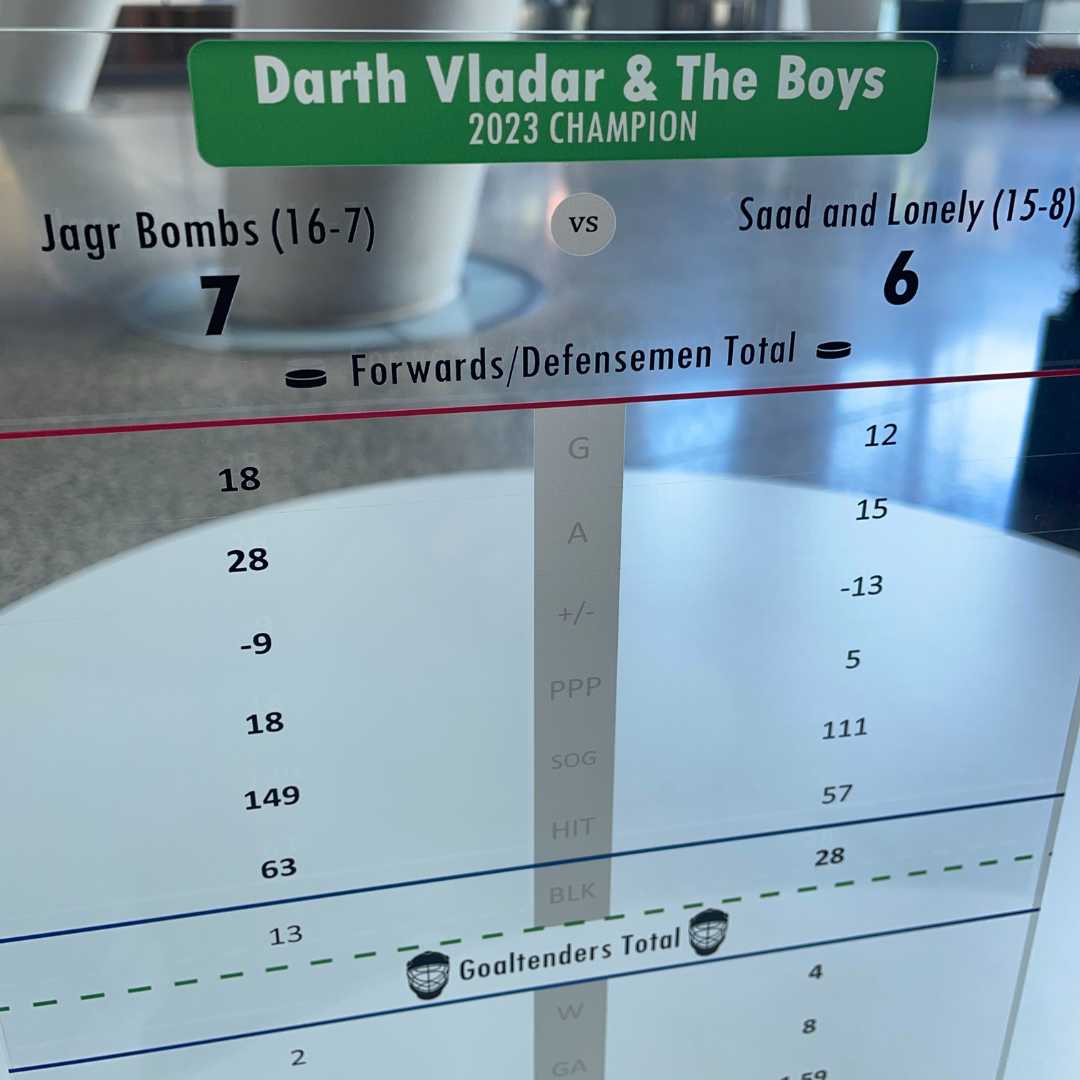 Darth Vladar & The Boys
2023 CHAMPION
Jagr Bombs (16-7) vs Saad and Lonely (15-8)
7 6
Forwards/Defensemen Total
18 G 12
28 A 15
-9 +/- -13
18 PPP 5
149 SOG 111
63 HIT 57
13 BLK 28
Goaltenders Total
2 W 4
GA 8